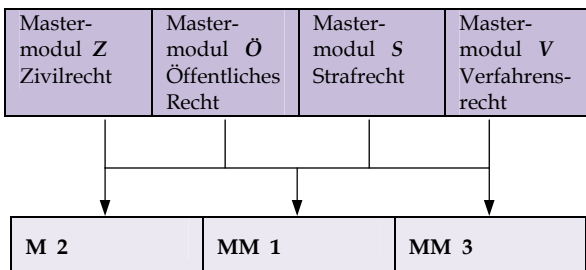 Master-
modul Z
Zivilrecht
Master-
modul Ö
Öffentliches
Recht
Master-
modul S
Strafrecht
Master-
modul V
Verfahrens-
recht
M 2
MM 1
MM 3